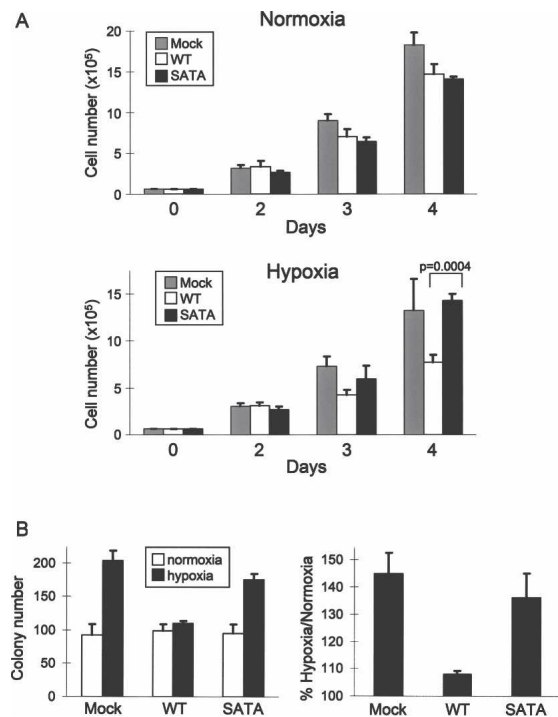 A
Normoxia
Cell number (x10⁵)
20
15
10
5
0
Mock
WT
SATA
0 2 3 4
Days
Hypoxia
p=0.0004
Cell number (x10⁵)
15
10
5
0
Mock
WT
SATA
0 2 3 4
Days
B
Colony number
200
150
100
50
0
normoxia
hypoxia
Mock WT SATA
% Hypoxia/Normoxia
150
140
130
120
110
100
Mock WT SATA